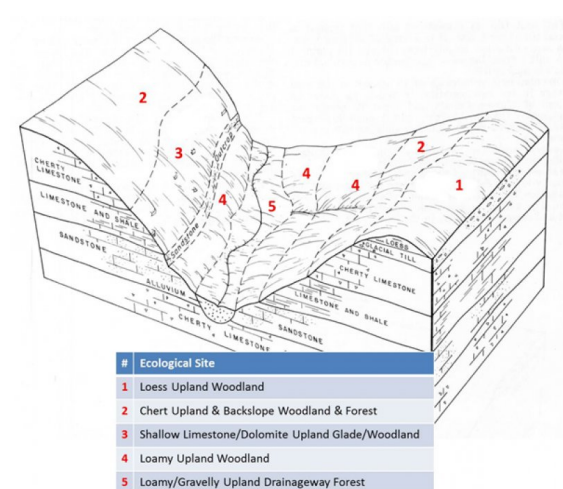 2
3
Sandstone Outcrop
4
5
4
4
2
1
CHERTY
LIMESTONE
LIMESTONE AND SHALE
SANDSTONE
ALLUVIUM
CHERTY LIMESTONE
LOESS
GLACIAL TILL
CHERTY LIMESTONE
LIMESTONE AND SHALE
SANDSTONE
# Ecological Site
1 Loess Upland Woodland
2 Chert Upland & Backslope Woodland & Forest
3 Shallow Limestone/Dolomite Upland Glade/Woodland
4 Loamy Upland Woodland
5 Loamy/Gravelly Upland Drainageway Forest